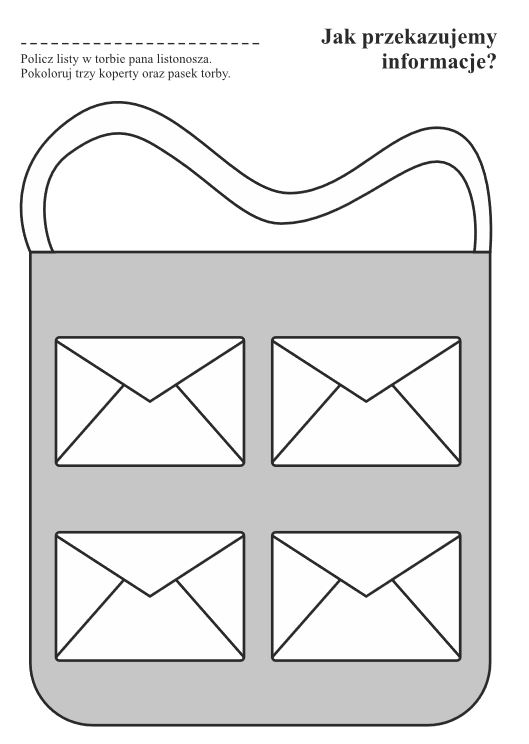 Jak przekazujemy
informacje?
Policz listy w torbie pana listonosza.
Pokoloruj trzy koperty oraz pasek torby.